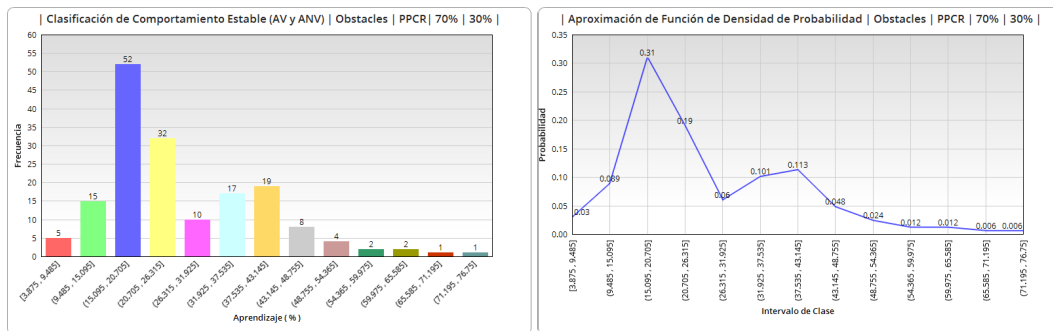 | Clasificación de Comportamiento Estable (AV y ANV) | Obstacles | PPCR| 70% | 30% |
60
55
50
45
40
35
30
25
20
15
10
5
0
Frecuencia
5
15
52
32
10
17
19
8
4
2
2
1
1
[3.875 , 9.485]
(9.485 , 15.095]
(15.095 , 20.705]
(20.705 , 26.315]
(26.315 , 31.925]
(31.925 , 37.535]
(37.535 , 43.145]
(43.145 , 48.755]
(48.755 , 54.365]
(54.365 , 59.975]
(59.975 , 65.585]
(65.585 , 71.195]
(71.195 , 76.75]
Aprendizaje ( % )
| Aproximación de Función de Densidad de Probabilidad | Obstacles | PPCR | 70% | 30% |
0.35
0.30
0.25
0.20
0.15
0.10
0.05
0.00
Probabilidad
0.03
0.089
0.31
0.19
0.06
0.101
0.113
0.048
0.024
0.012
0.012
0.006
0.006
[3.875 , 9.485]
(9.485 , 15.095]
(15.095 , 20.705]
(20.705 , 26.315]
(26.315 , 31.925]
(31.925 , 37.535]
(37.535 , 43.145]
(43.145 , 48.755]
(48.755 , 54.365]
(54.365 , 59.975]
(59.975 , 65.585]
(65.585 , 71.195]
(71.195 , 76.75]
Intervalo de Clase